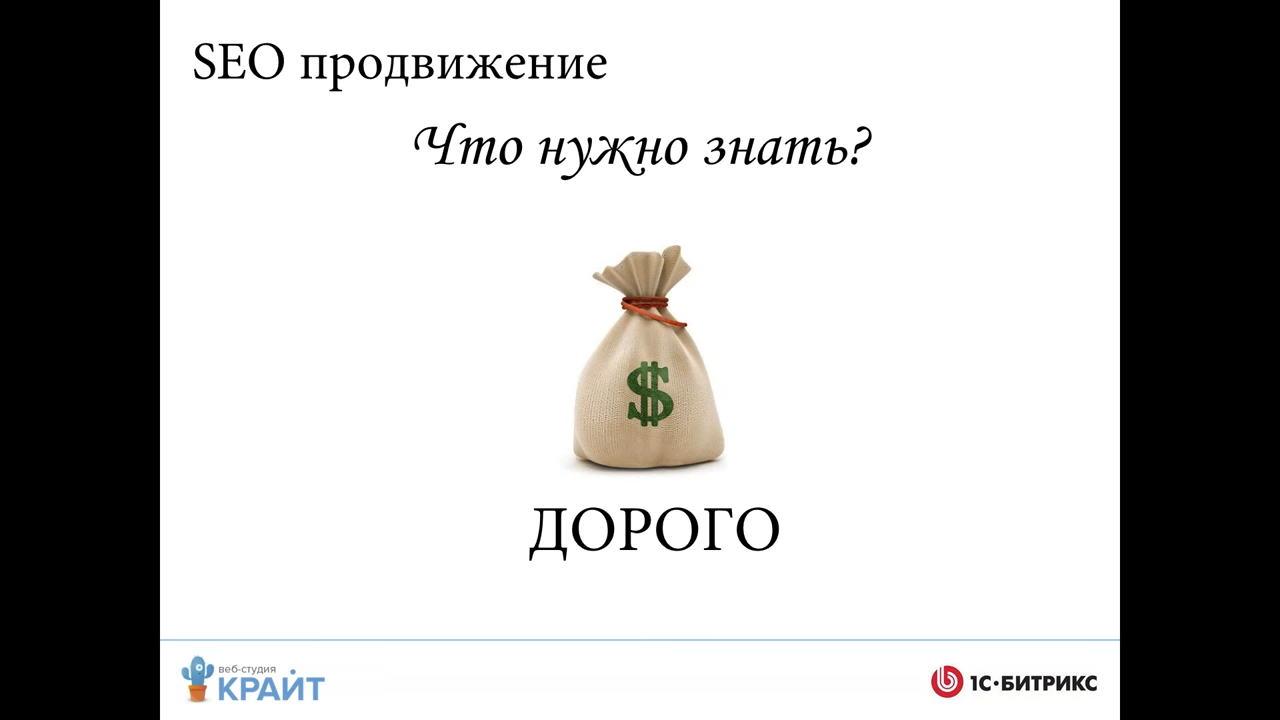 SEO продвижение
Что нужно знать?
$
ДОРОГО
веб-студия
КРАЙТ
1С·БИТРИКС